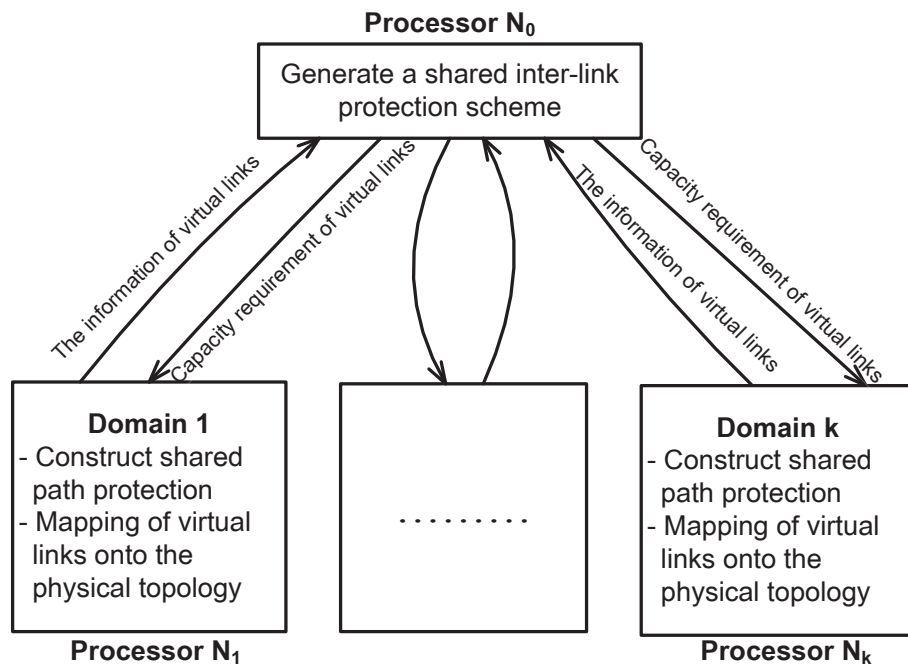 Processor N₀
Generate a shared inter-link
protection scheme
The information of virtual links
Capacity requirement of virtual links
The information of virtual links
Capacity requirement of virtual links
Domain 1
- Construct shared
path protection
- Mapping of virtual
links onto the
physical topology
Processor N₁
.........
Domain k
- Construct shared
path protection
- Mapping of virtual
links onto the
physical topology
Processor Nₖ